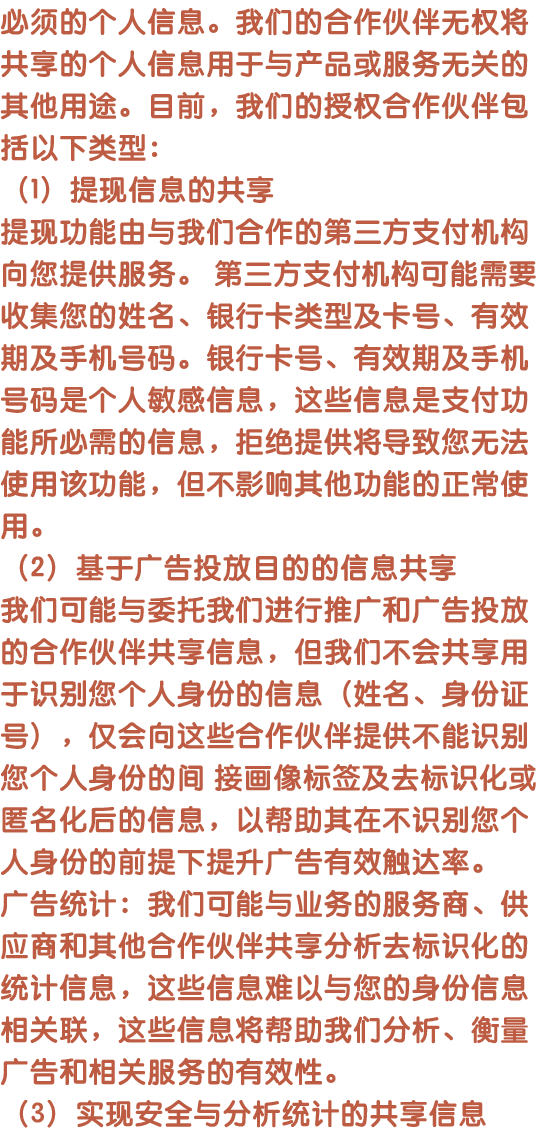 必须的个人信息。我们的合作伙伴无权将
共享的个人信息用于与产品或服务无关的
其他用途。目前，我们的授权合作伙伴包
括以下类型：
（1）提现信息的共享
提现功能由与我们合作的第三方支付机构
向您提供服务。 第三方支付机构可能需要
收集您的姓名、银行卡类型及卡号、有效
期及手机号码。银行卡号、有效期及手机
号码是个人敏感信息，这些信息是支付功
能所必需的信息，拒绝提供将导致您无法
使用该功能，但不影响其他功能的正常使
用。
（2）基于广告投放目的的信息共享
我们可能与委托我们进行推广和广告投放
的合作伙伴共享信息，但我们不会共享用
于识别您个人身份的信息（姓名、身份证
号），仅会向这些合作伙伴提供不能识别
您个人身份的间 接画像标签及去标识化或
匿名化后的信息，以帮助其在不识别您个
人身份的前提下提升广告有效触达率。
广告统计：我们可能与业务的服务商、供
应商和其他合作伙伴共享分析去标识化的
统计信息，这些信息难以与您的身份信息
相关联，这些信息将帮助我们分析、衡量
广告和相关服务的有效性。
（3）实现安全与分析统计的共享信息